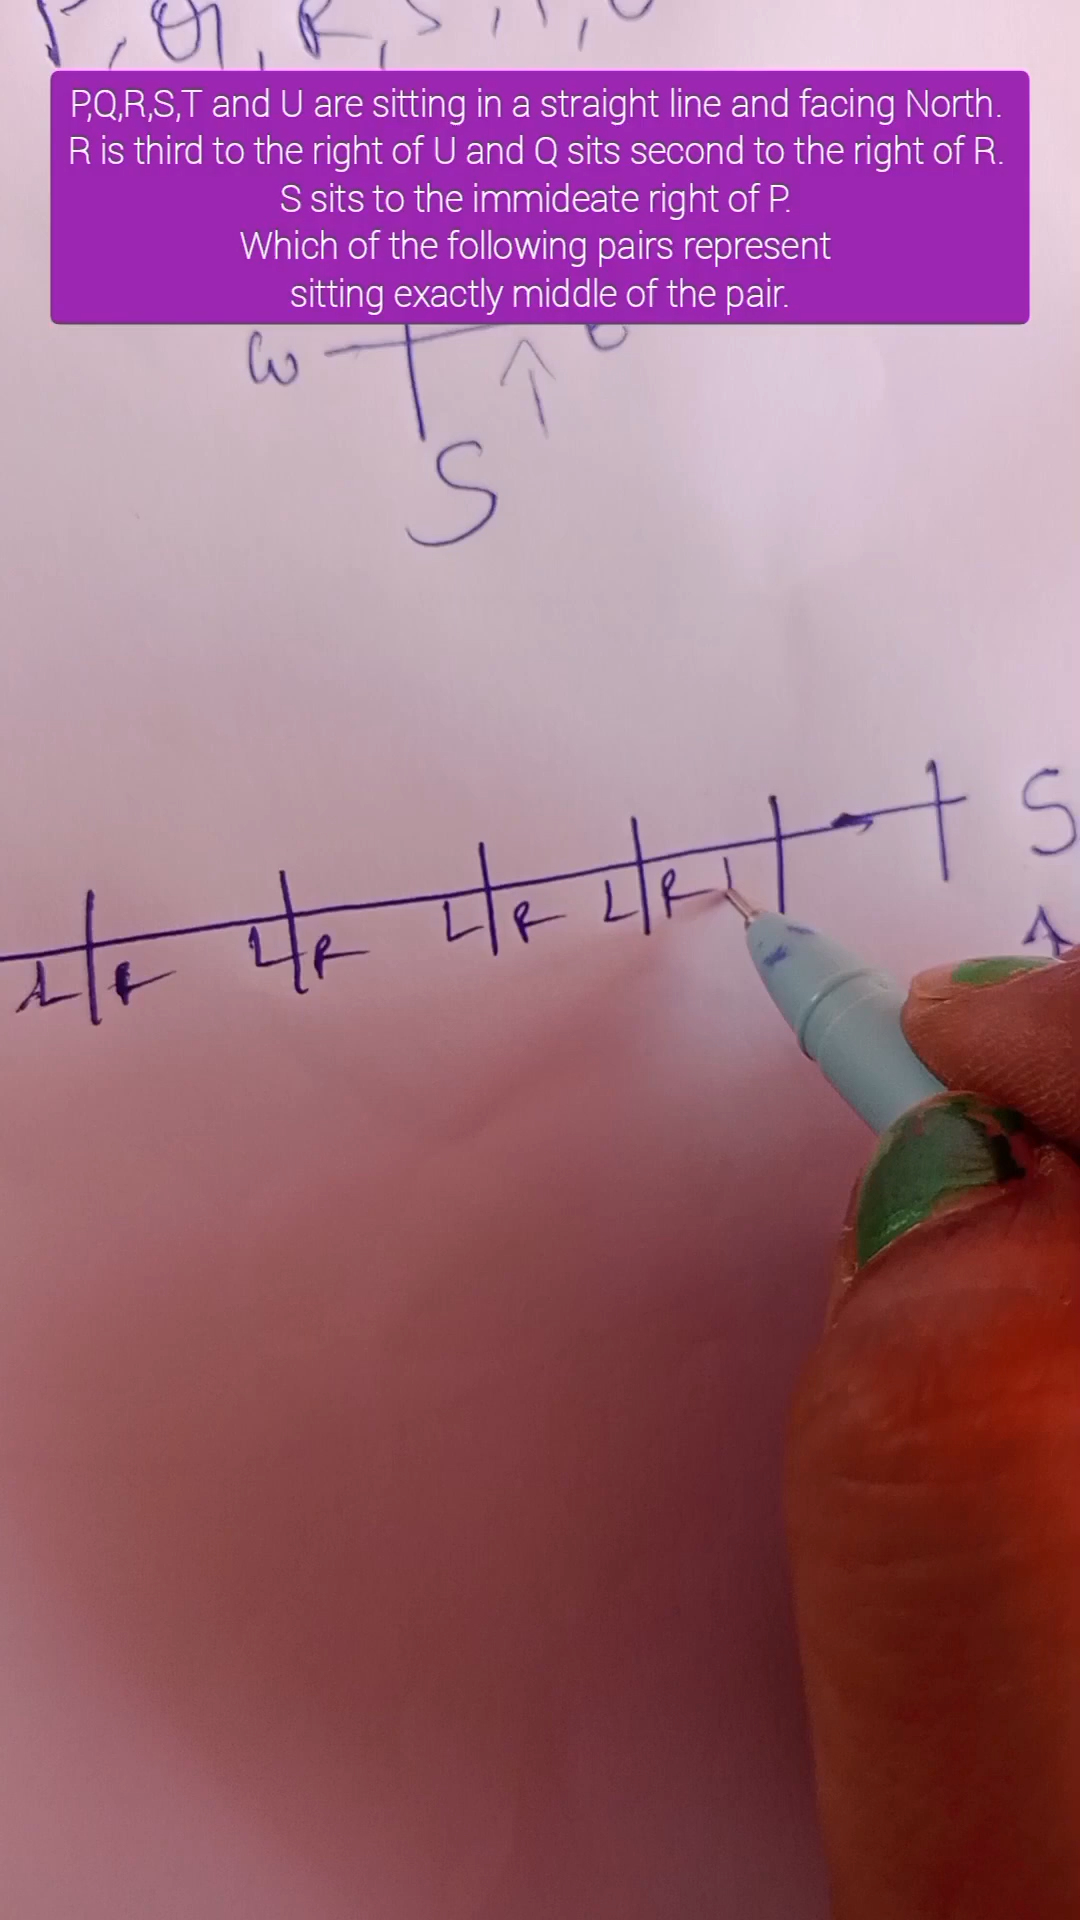 P, Q, R, S, T, U
P,Q,R,S,T and U are sitting in a straight line and facing North.
R is third to the right of U and Q sits second to the right of R.
S sits to the immideate right of P.
Which of the following pairs represent
sitting exactly middle of the pair.
W E
S
S
L R L R L R L R L